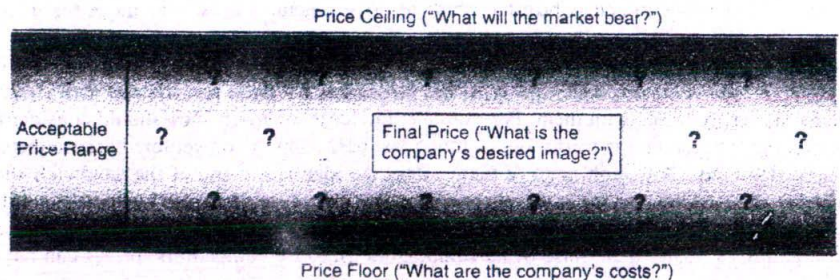 Price Ceiling ("What will the market bear?")
? ? ? ? ? ?
Acceptable
Price Range
? ?
Final Price ("What is the
company's desired image?")
? ?
? ? ? ? ? ?
Price Floor ("What are the company's costs?")